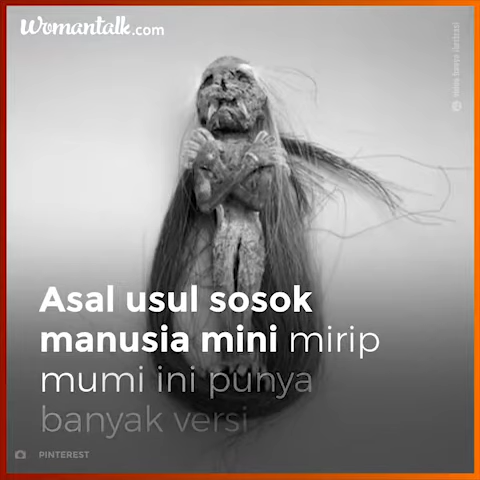 Womantalk.com
Asal usul sosok
manusia mini mirip
mumi ini punya
banyak versi
PINTEREST